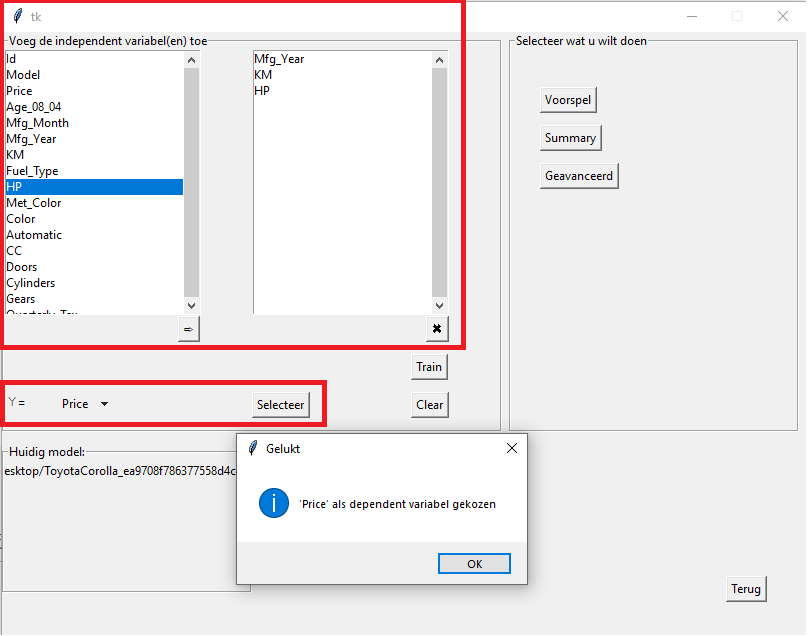 tk
Voeg de independent variabel(en) toe
Id
Model
Price
Age_08_04
Mfg_Month
Mfg_Year
KM
Fuel_Type
HP
Met_Color
Color
Automatic
CC
Doors
Cylinders
Gears
Mfg_Year
KM
HP
Train
Y =
Price
Selecteer
Clear
Selecteer wat u wilt doen
Voorspel
Summary
Geavanceerd
Huidig model:
esktop/ToyotaCorolla_ea9708f786377558d4c
Gelukt
'Price' als dependent variabel gekozen
OK
Terug